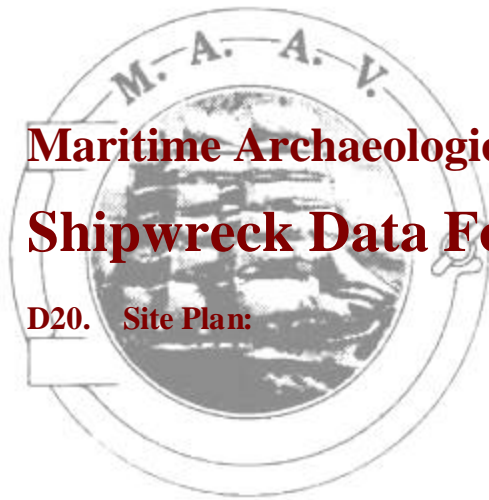 M. A. A. V.
Maritime Archaeologic
Shipwreck Data Fo
D20. Site Plan: